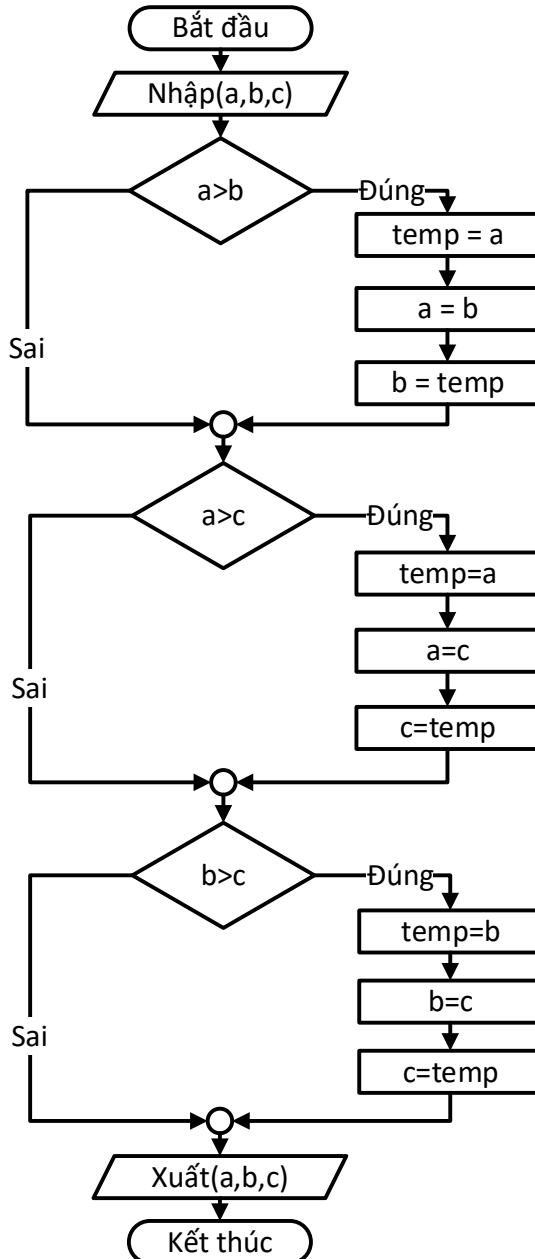 Bắt đầu
Nhập(a,b,c)
a>b
Đúng
temp = a
a = b
b = temp
Sai
a>c
Đúng
temp=a
a=c
c=temp
Sai
b>c
Đúng
temp=b
b=c
c=temp
Sai
Xuất(a,b,c)
Kết thúc